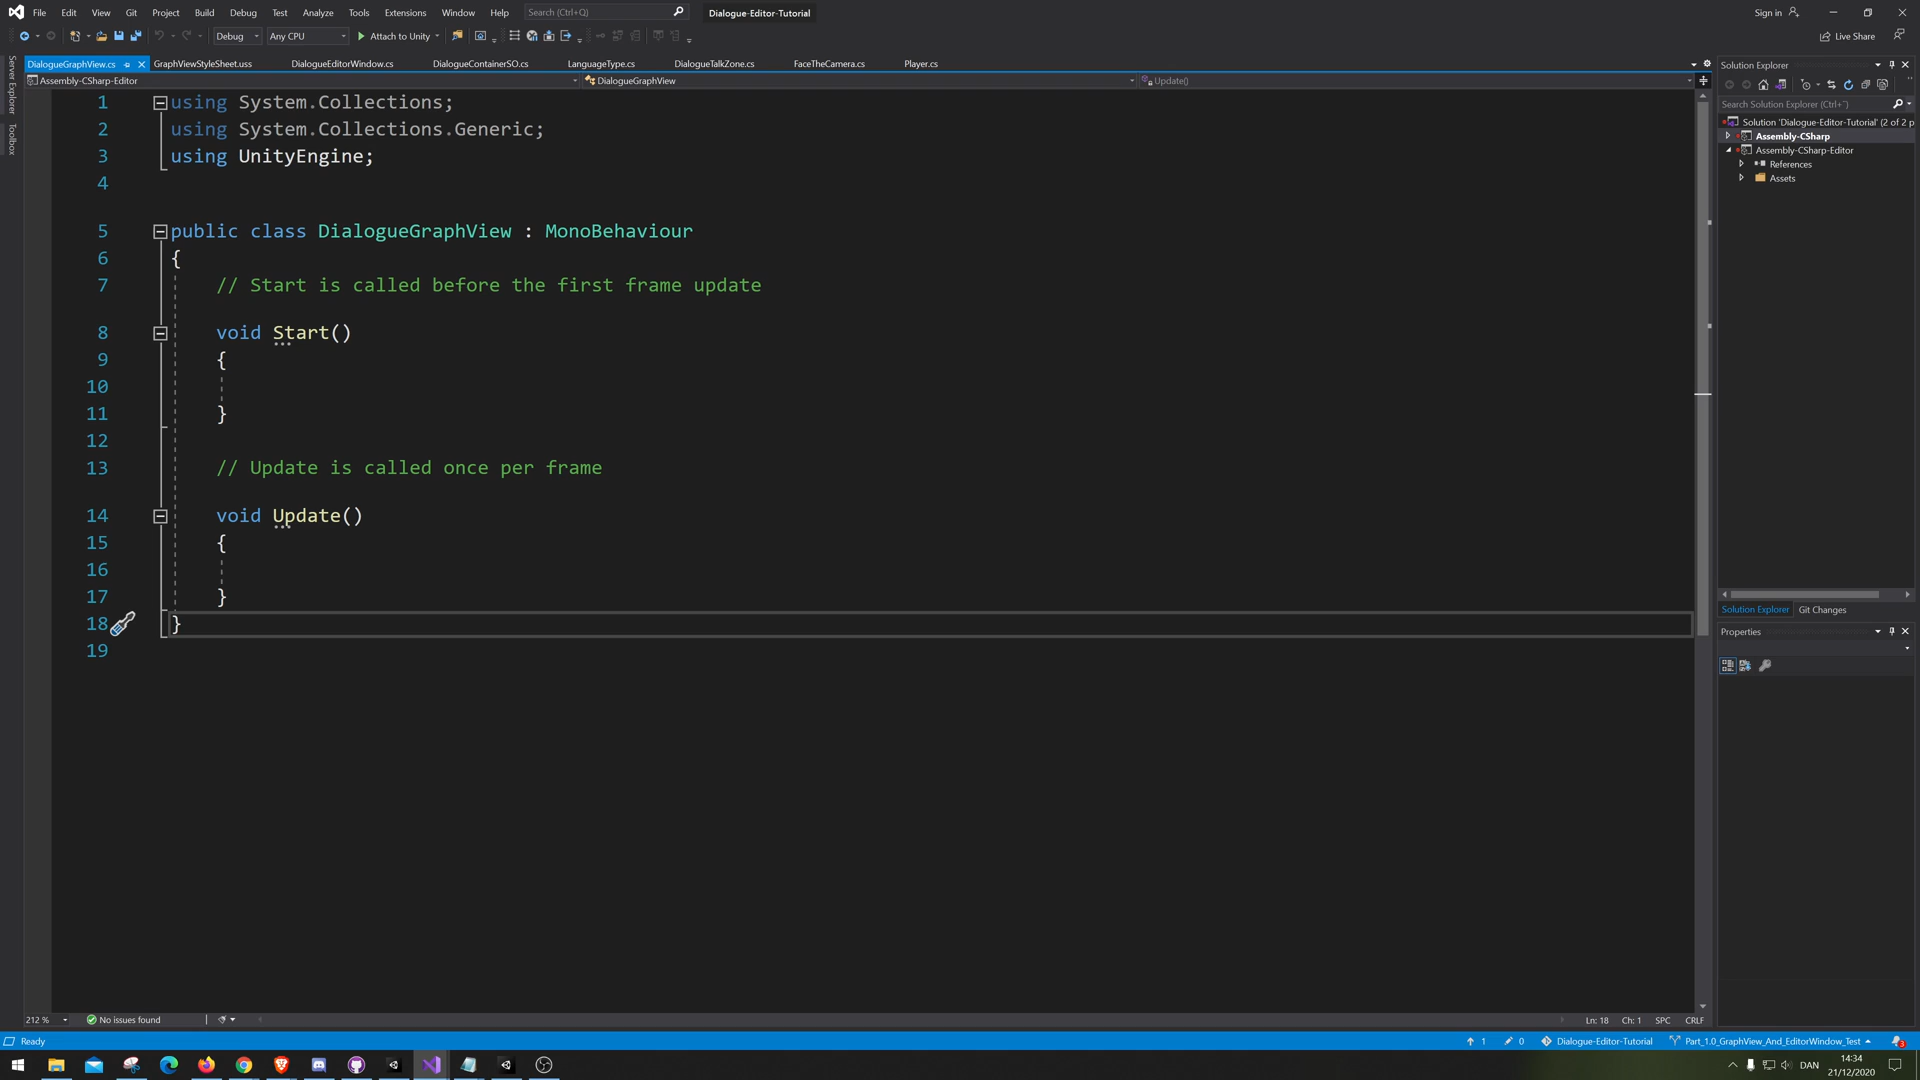 File Edit View Git Project Build Debug Test Analyze Tools Extensions Window Help Search (Ctrl+Q) Dialogue-Editor-Tutorial Sign in
Debug Any CPU Attach to Unity Live Share
DialogueGraphView.cs GraphViewStyleSheet.uss DialogueEditorWindow.cs DialogueContainerSO.cs LanguageType.cs DialogueTalkZone.cs FaceTheCamera.cs Player.cs
Assembly-CSharp-Editor DialogueGraphView Update()
Server Explorer
Toolbox
1 using System.Collections;
2 using System.Collections.Generic;
3 using UnityEngine;
4
5 public class DialogueGraphView : MonoBehaviour
6 {
7 // Start is called before the first frame update
8 void Start()
9 {
10
11 }
12
13 // Update is called once per frame
14 void Update()
15 {
16
17 }
18 }
19
Solution Explorer
Search Solution Explorer (Ctrl+¨)
Solution 'Dialogue-Editor-Tutorial' (2 of 2 p
Assembly-CSharp
Assembly-CSharp-Editor
References
Assets
Solution Explorer Git Changes
Properties
212 % No issues found Ln: 18 Ch: 1 SPC CRLF
Ready 1 0 Dialogue-Editor-Tutorial Part_1.0_GraphView_And_EditorWindow_Test 3
DAN 14:34
21/12/2020